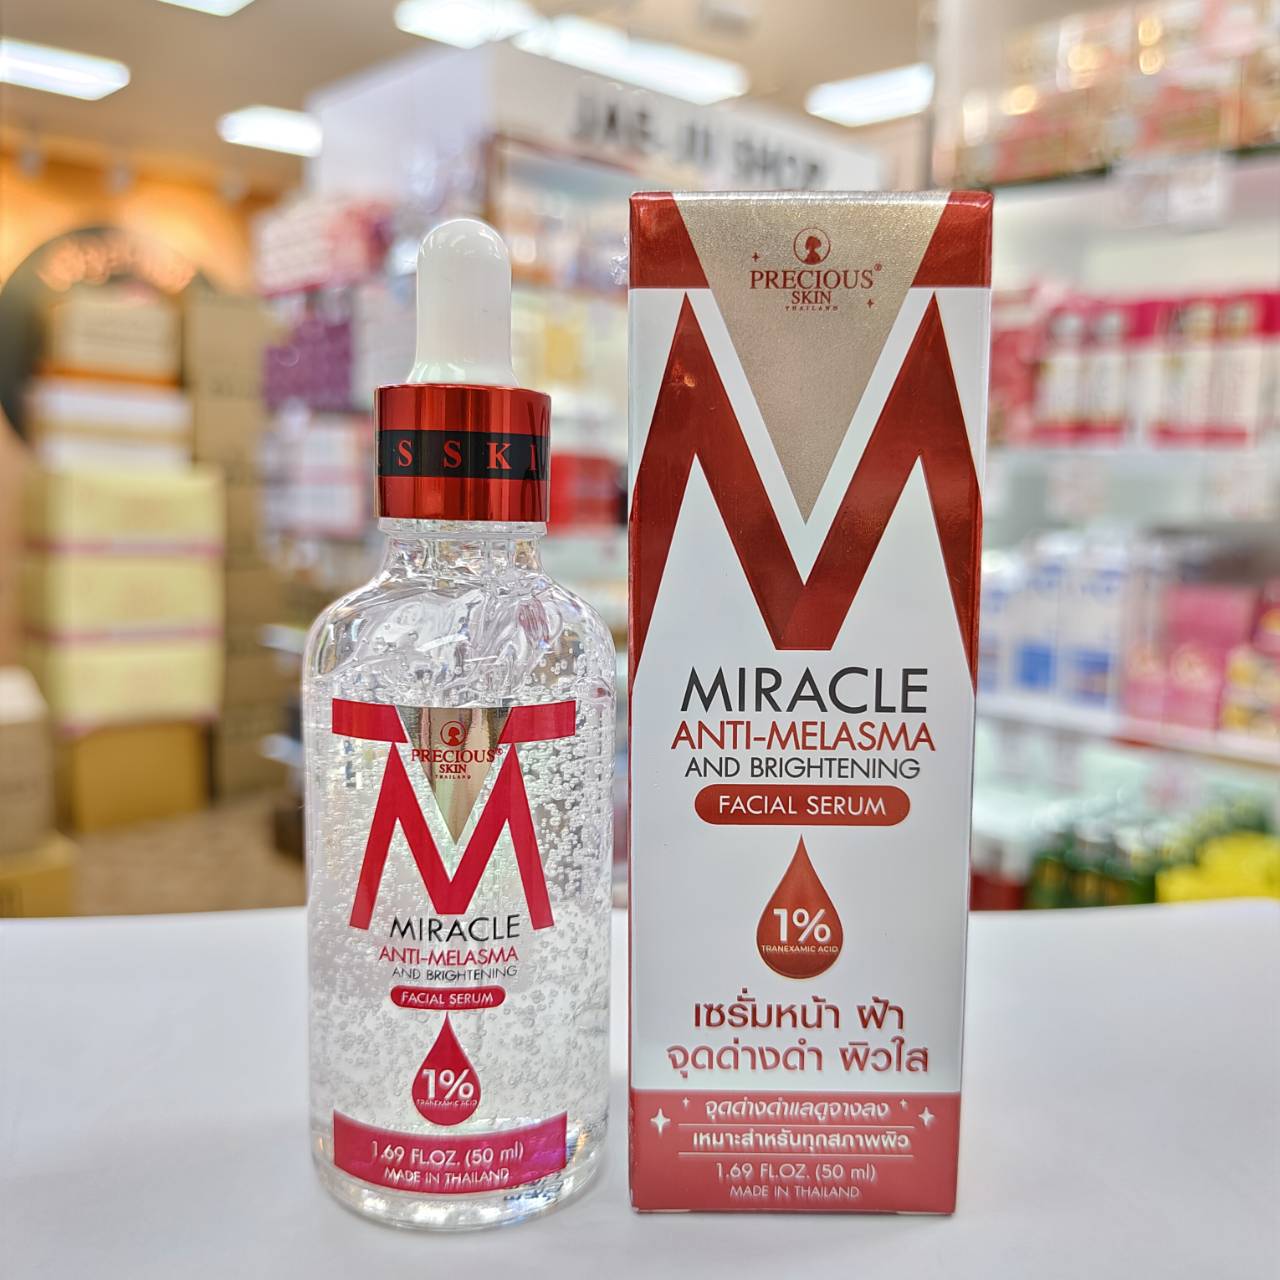 JAE-JII SHOP
SSKI
PRECIOUS®
SKIN
THAILAND
MIRACLE
ANTI-MELASMA
AND BRIGHTENING
FACIAL SERUM
1%
TRANEXAMIC ACID
1.69 FL.OZ. (50 ml)
MADE IN THAILAND
PRECIOUS®
SKIN
THAILAND
MIRACLE
ANTI-MELASMA
AND BRIGHTENING
FACIAL SERUM
1%
TRANEXAMIC ACID
เซรั่มหน้า ฝ้า
จุดด่างดำ ผิวใส
จุดด่างดำแลดูจางลง
เหมาะสำหรับทุกสภาพผิว
1.69 FL.OZ. (50 ml)
MADE IN THAILAND